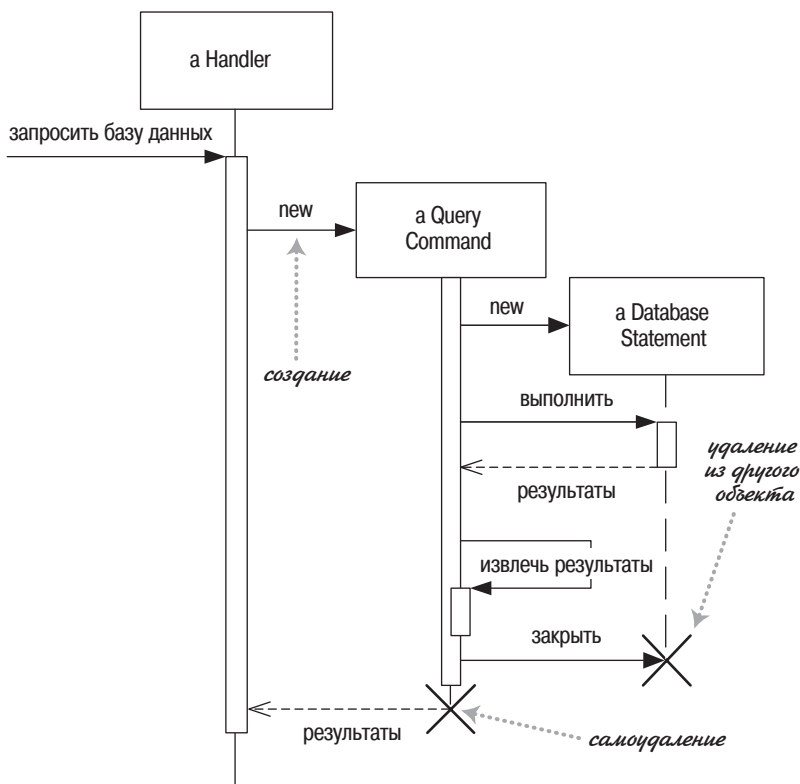 a Handler
запросить базу данных
new
a Query
Command
new
a Database
Statement
создание
выполнить
удаление
из другого
объекта
результаты
извлечь результаты
закрыть
результаты
самоудаление